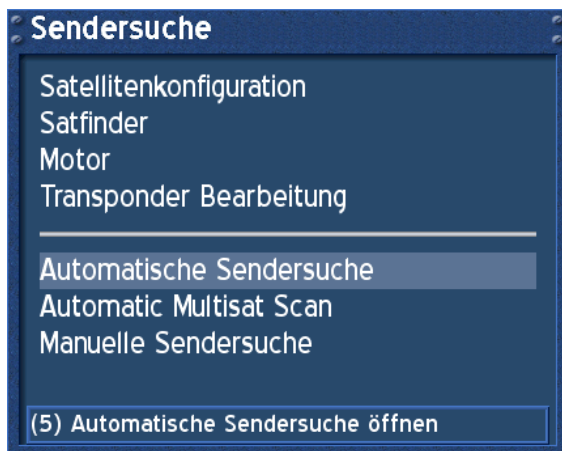 Sendersuche
Satellitenkonfiguration
Satfinder
Motor
Transponder Bearbeitung
Automatische Sendersuche
Automatic Multisat Scan
Manuelle Sendersuche
(5) Automatische Sendersuche öffnen